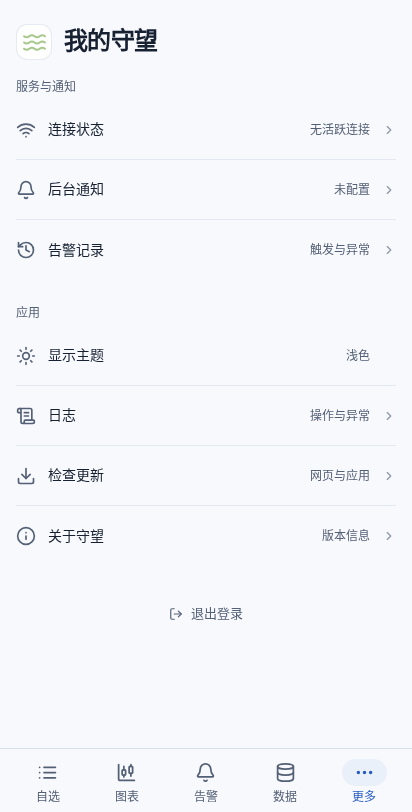 我的守望
服务与通知
连接状态 无活跃连接
后台通知 未配置
告警记录 触发与异常
应用
显示主题 浅色
日志 操作与异常
检查更新 网页与应用
关于守望 版本信息
退出登录
自选 图表 告警 数据 更多